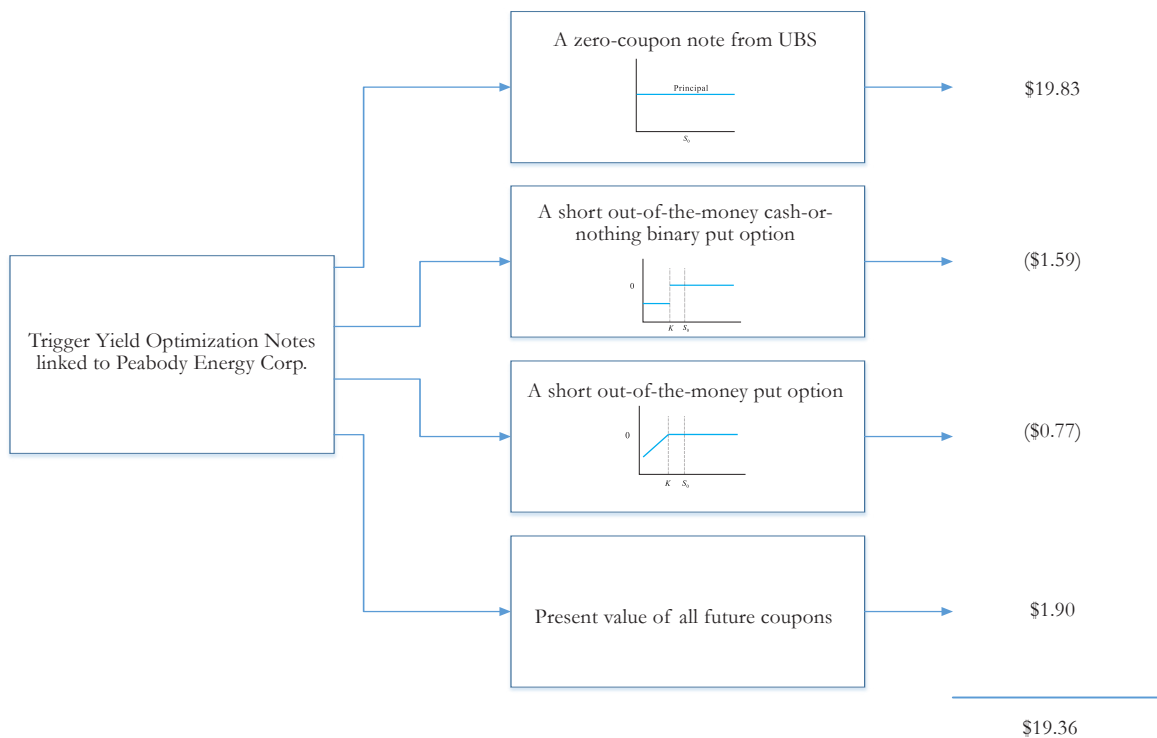 A zero-coupon note from UBS
Principal
S₀
$19.83
A short out-of-the-money cash-or-
nothing binary put option
0
K S₀
($1.59)
Trigger Yield Optimization Notes
linked to Peabody Energy Corp.
A short out-of-the-money put option
0
K S₀
($0.77)
Present value of all future coupons
$1.90
$19.36